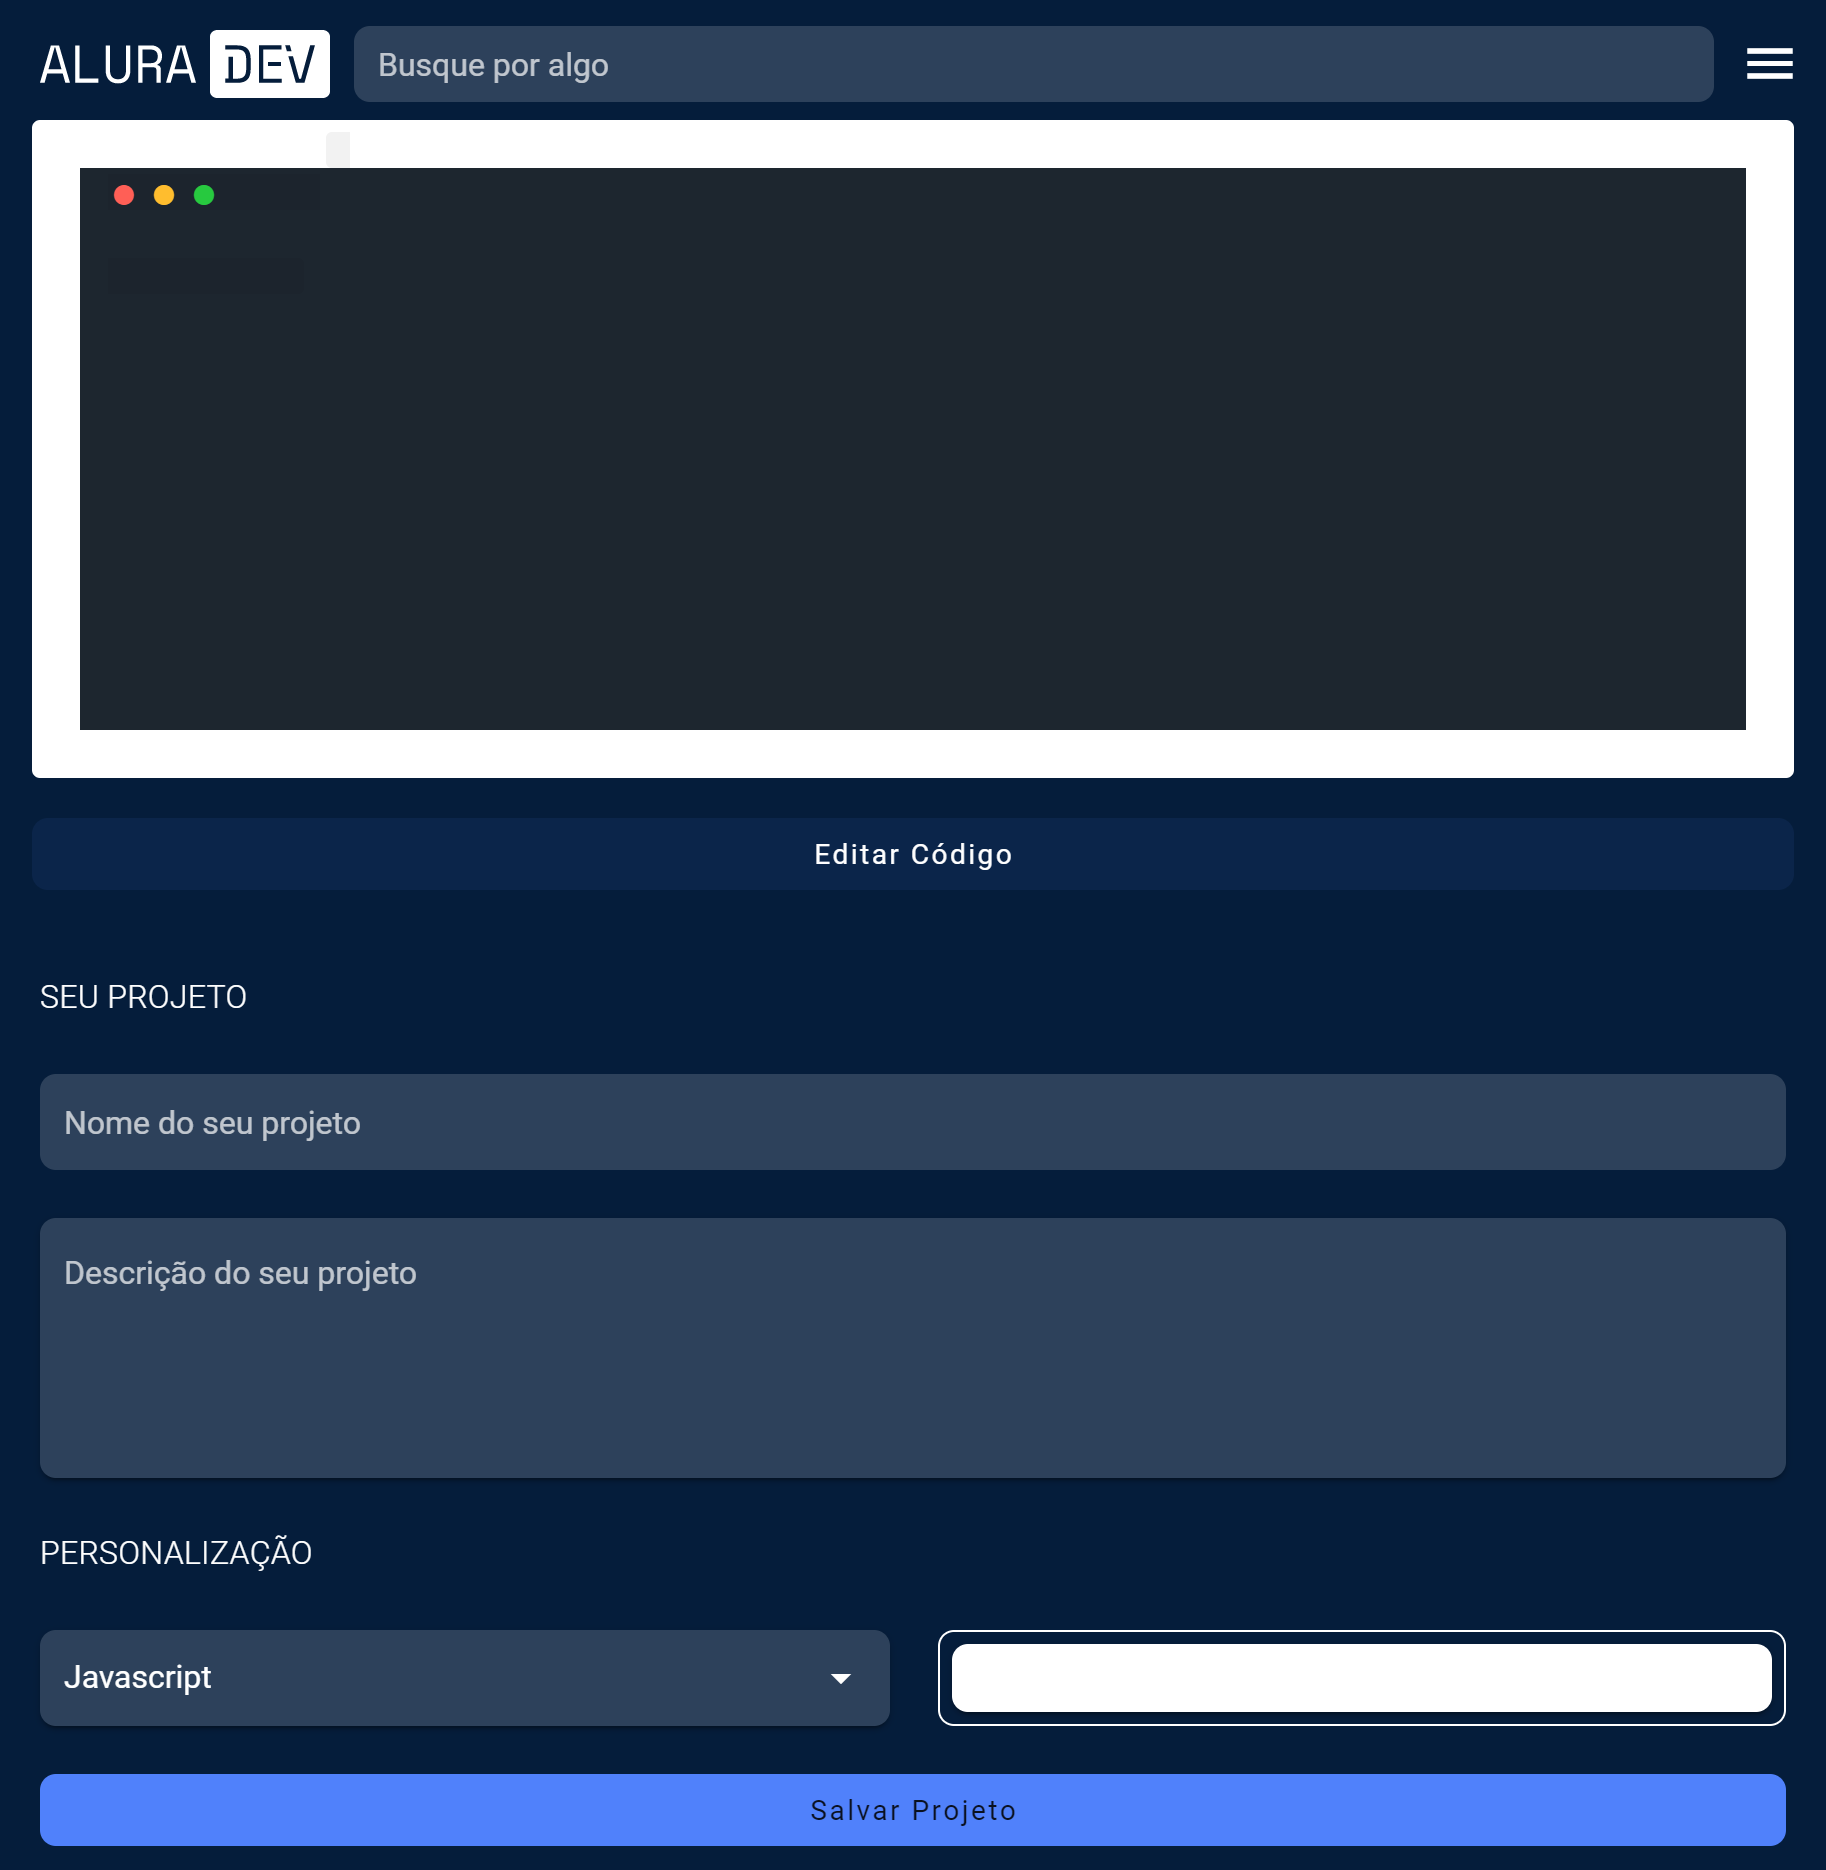 ALURA DEV
Busque por algo
Editar Código
SEU PROJETO
Nome do seu projeto
Descrição do seu projeto
PERSONALIZAÇÃO
Javascript
Salvar Projeto